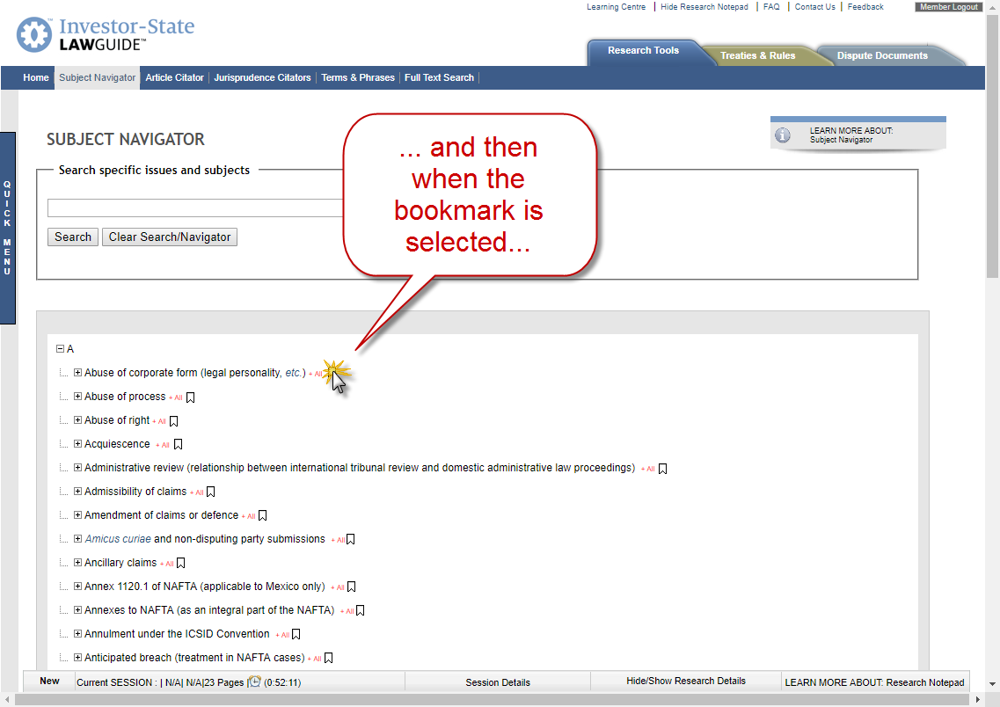 Learning Centre | Hide Research Notepad | FAQ | Contact Us | Feedback
Member Logout
Investor-State
LAWGUIDE™
Research Tools
Treaties & Rules
Dispute Documents
Home | Subject Navigator | Article Citator | Jurisprudence Citators | Terms & Phrases | Full Text Search |
QUICK MENU
SUBJECT NAVIGATOR
LEARN MORE ABOUT:
Subject Navigator
Search specific issues and subjects
Search
Clear Search/Navigator
... and then
when the
bookmark is
selected...
A
Abuse of corporate form (legal personality, etc.) + All
Abuse of process + All
Abuse of right + All
Acquiescence + All
Administrative review (relationship between international tribunal review and domestic administrative law proceedings) + All
Admissibility of claims + All
Amendment of claims or defence + All
Amicus curiae and non-disputing party submissions + All
Ancillary claims + All
Annex 1120.1 of NAFTA (applicable to Mexico only) + All
Annexes to NAFTA (as an integral part of the NAFTA) + All
Annulment under the ICSID Convention + All
Anticipated breach (treatment in NAFTA cases) + All
New
Current SESSION : | N/A| N/A|23 Pages | (0:52:11)
Session Details
Hide/Show Research Details
LEARN MORE ABOUT: Research Notepad